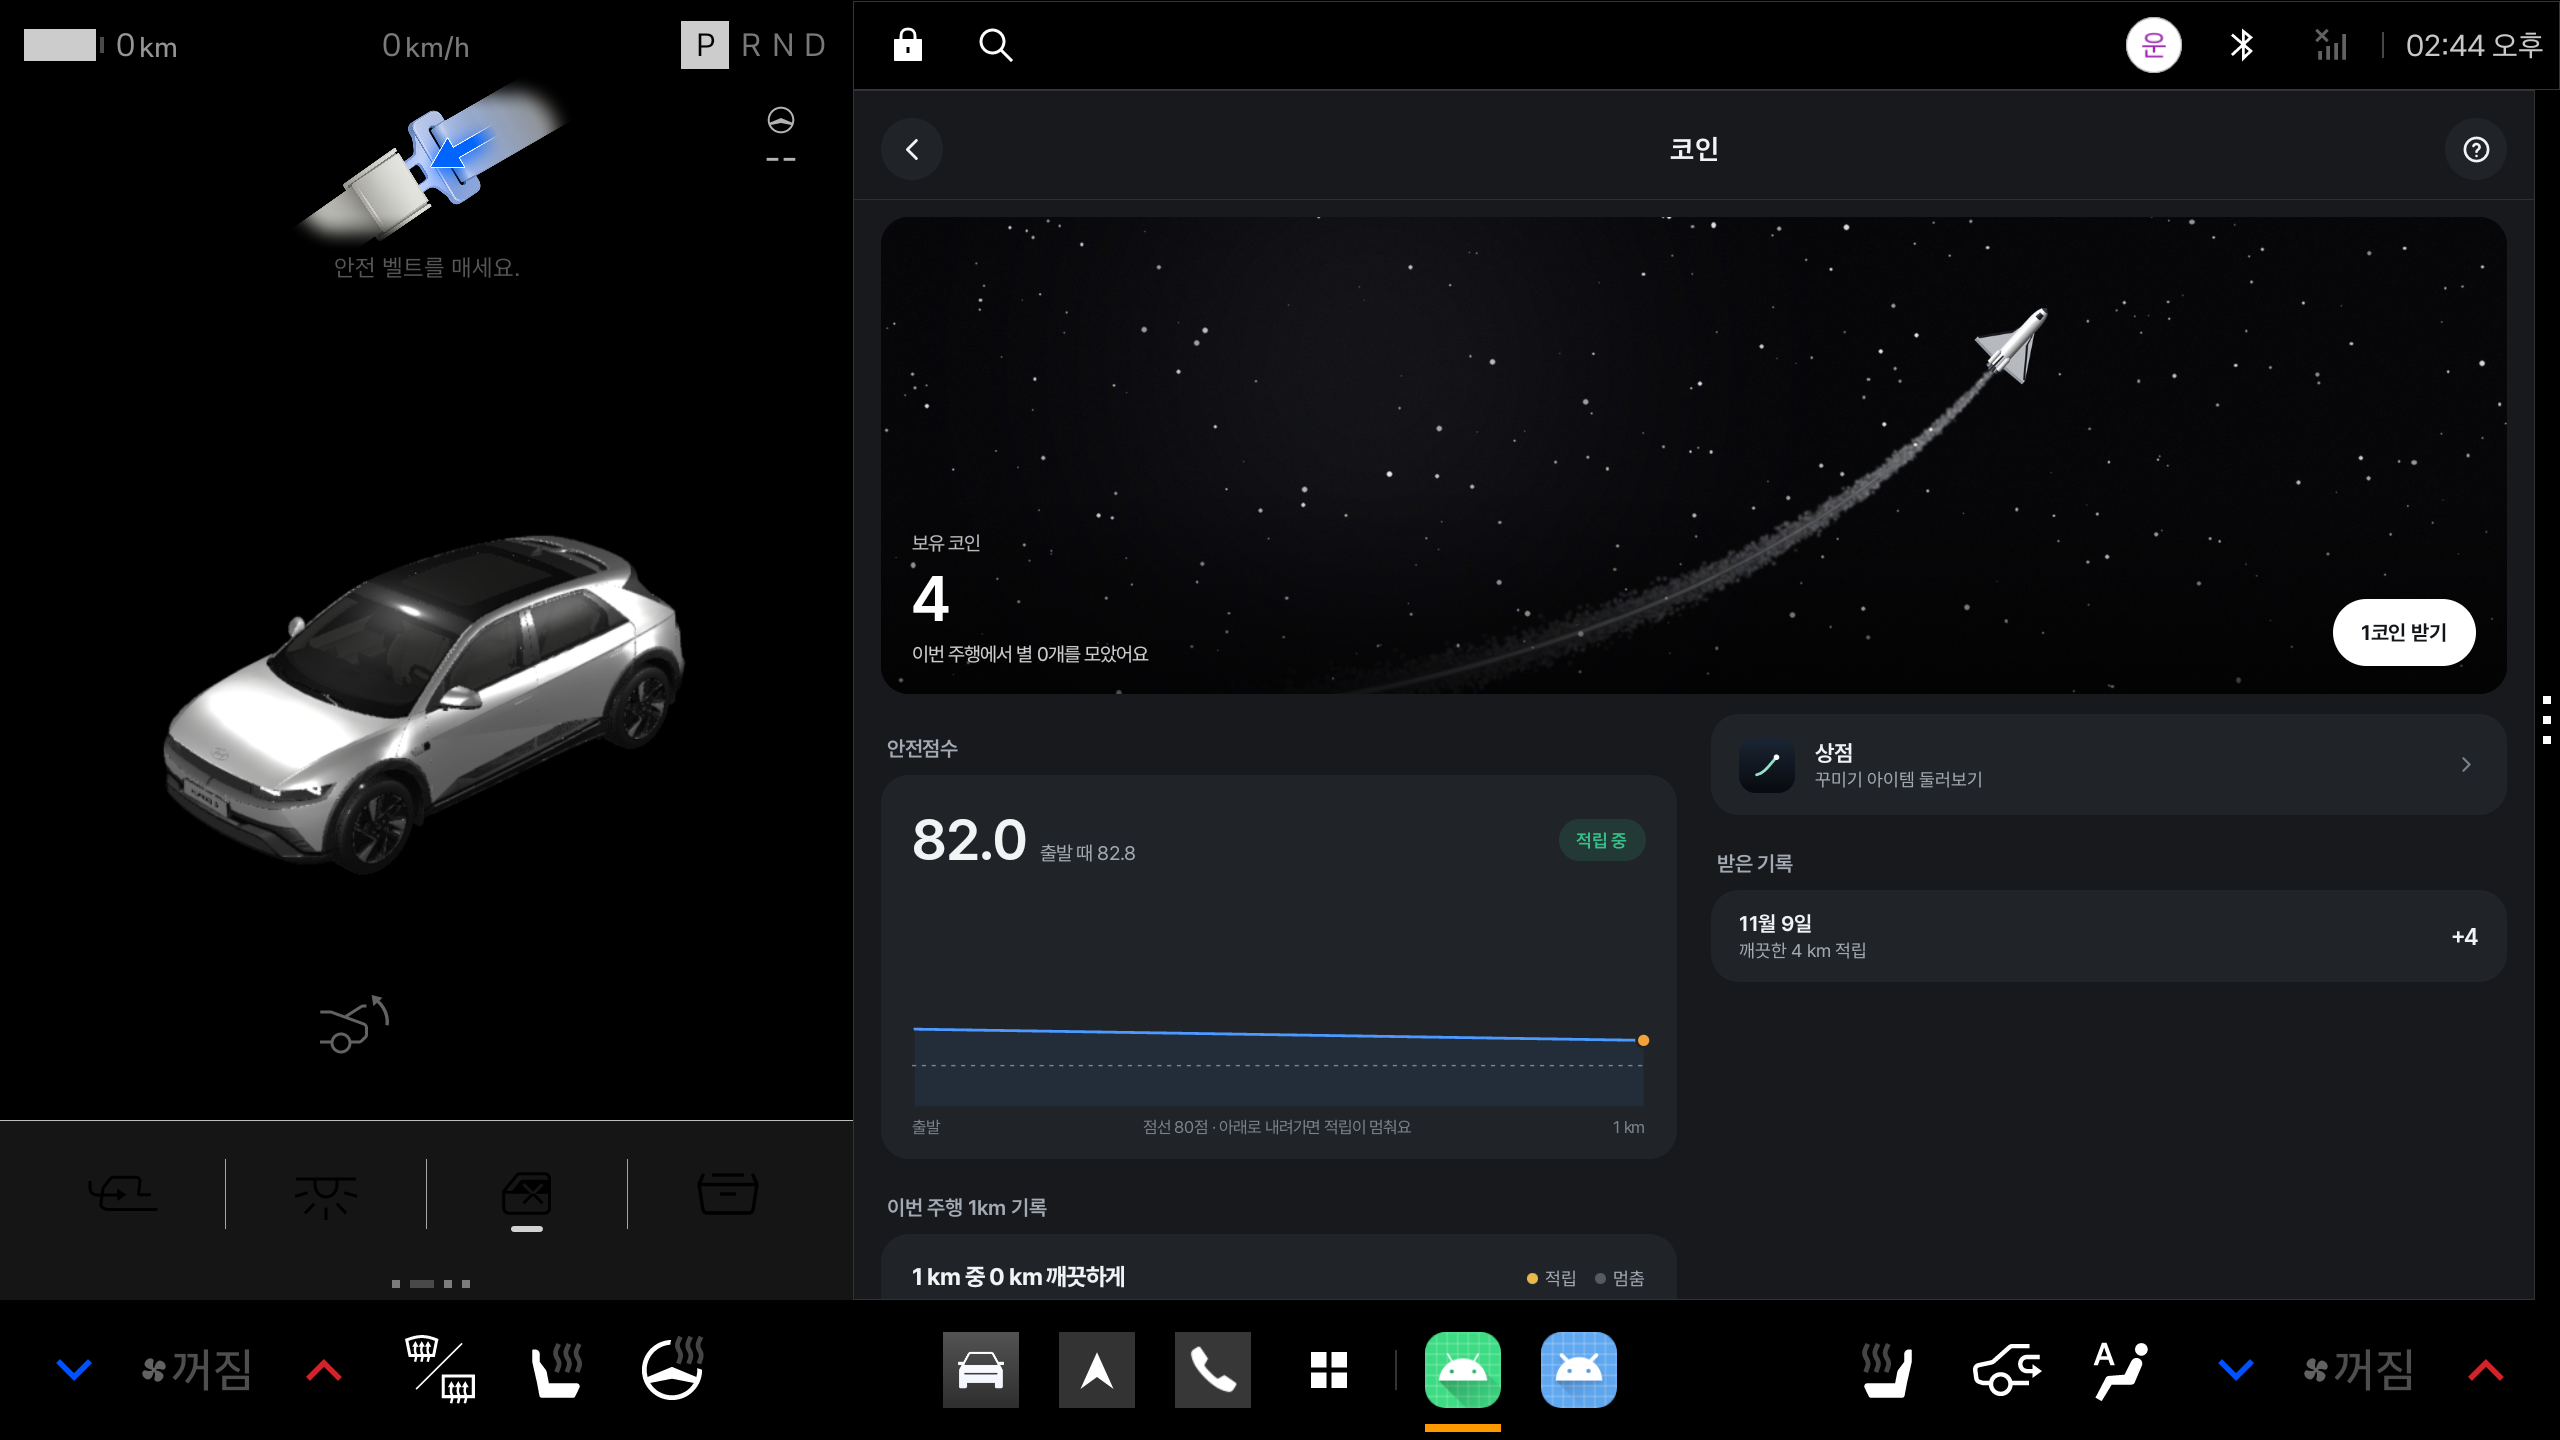 0 km
0 km/h
P R N D
운
02:44 오후
안전 벨트를 매세요.
--
코인
보유 코인
4
이번 주행에서 별 0개를 모았어요
1코인 받기
안전점수
82.0 출발 때 82.8
적립 중
출발
점선 80점 · 아래로 내려가면 적립이 멈춰요
1 km
상점
꾸미기 아이템 둘러보기
받은 기록
11월 9일
깨끗한 4 km 적립
+4
이번 주행 1km 기록
1 km 중 0 km 깨끗하게
적립 멈춤
꺼짐
A
꺼짐